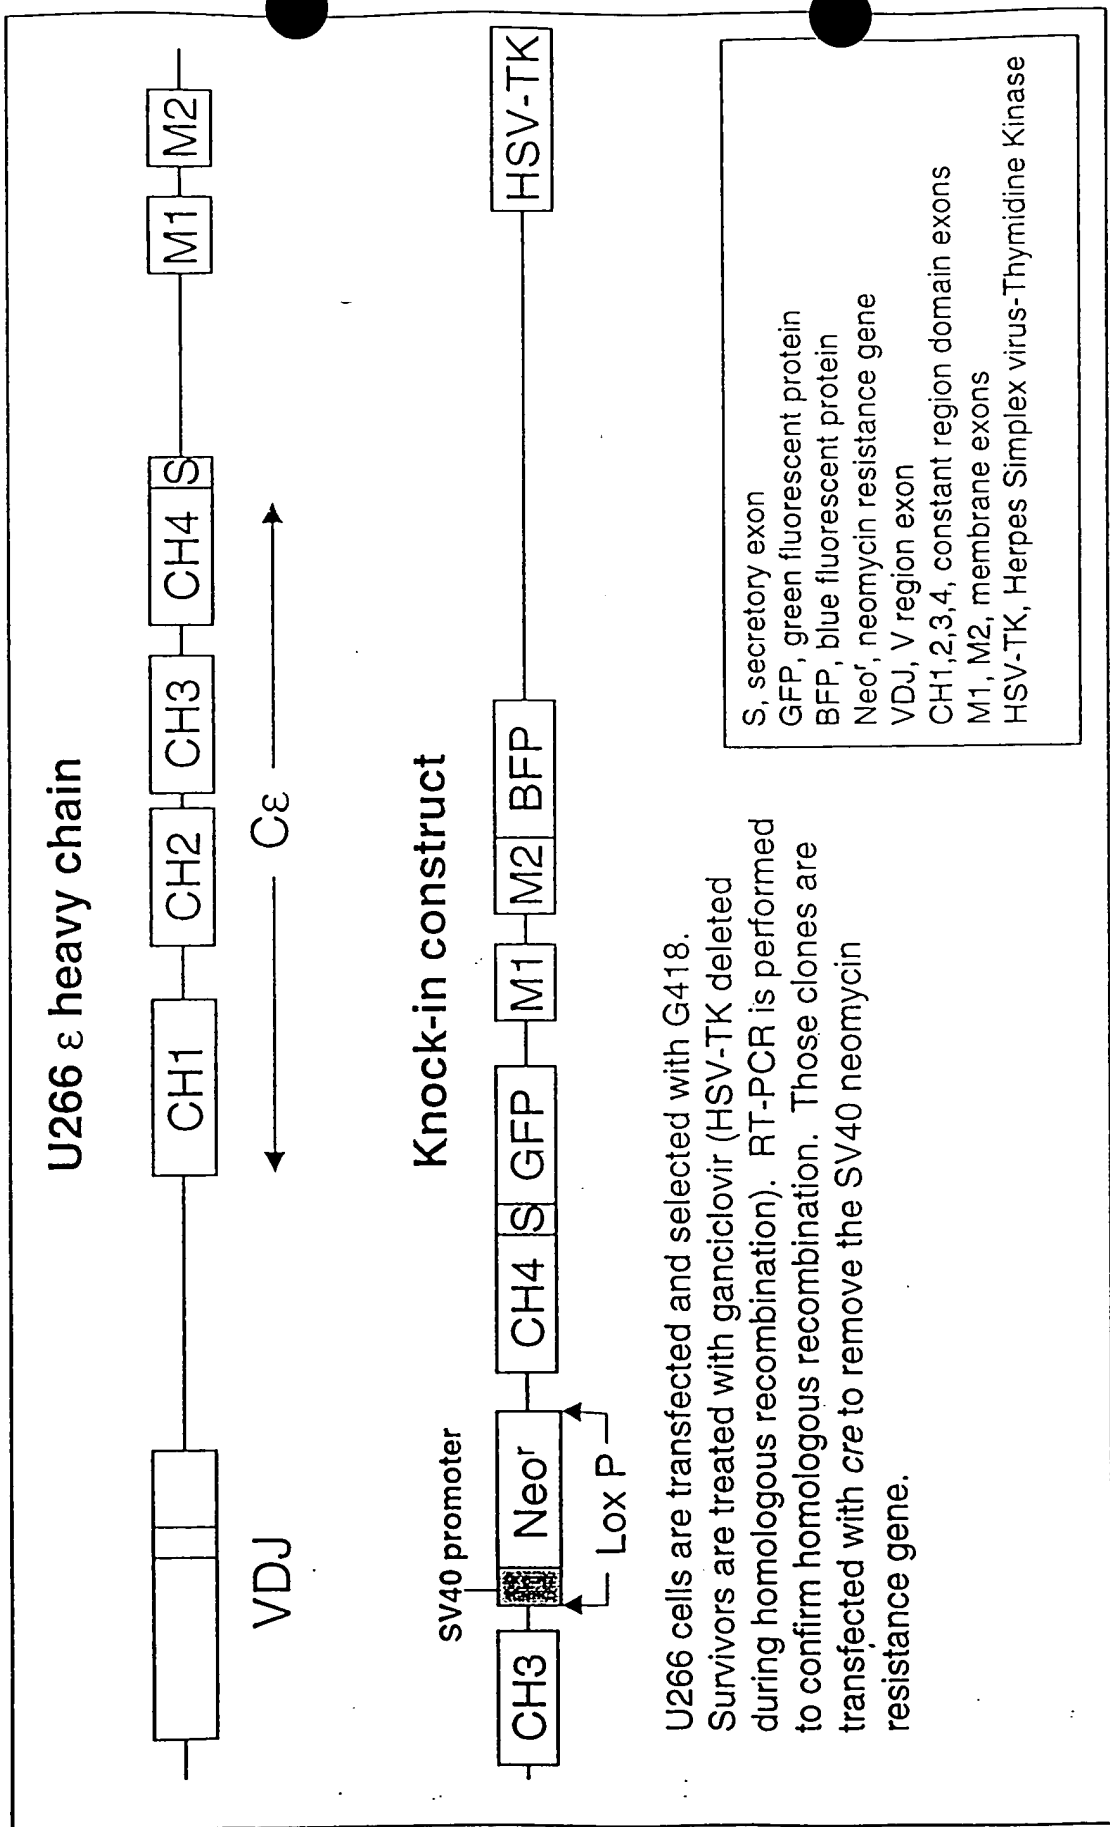 U266 ε heavy chain
VDJ
CH1
CH2
CH3
CH4
S
M1
M2
Cε
Knock-in construct
SV40 promoter
CH3
Neoʳ
CH4
S
GFP
M1
M2
BFP
HSV-TK
Lox P
U266 cells are transfected and selected with G418.
Survivors are treated with ganciclovir (HSV-TK deleted
during homologous recombination). RT-PCR is performed
to confirm homologous recombination. Those clones are
transfected with cre to remove the SV40 neomycin
resistance gene.
S, secretory exon
GFP, green fluorescent protein
BFP, blue fluorescent protein
Neoʳ, neomycin resistance gene
VDJ, V region exon
CH1,2,3,4, constant region domain exons
M1, M2, membrane exons
HSV-TK, Herpes Simplex virus-Thymidine Kinase